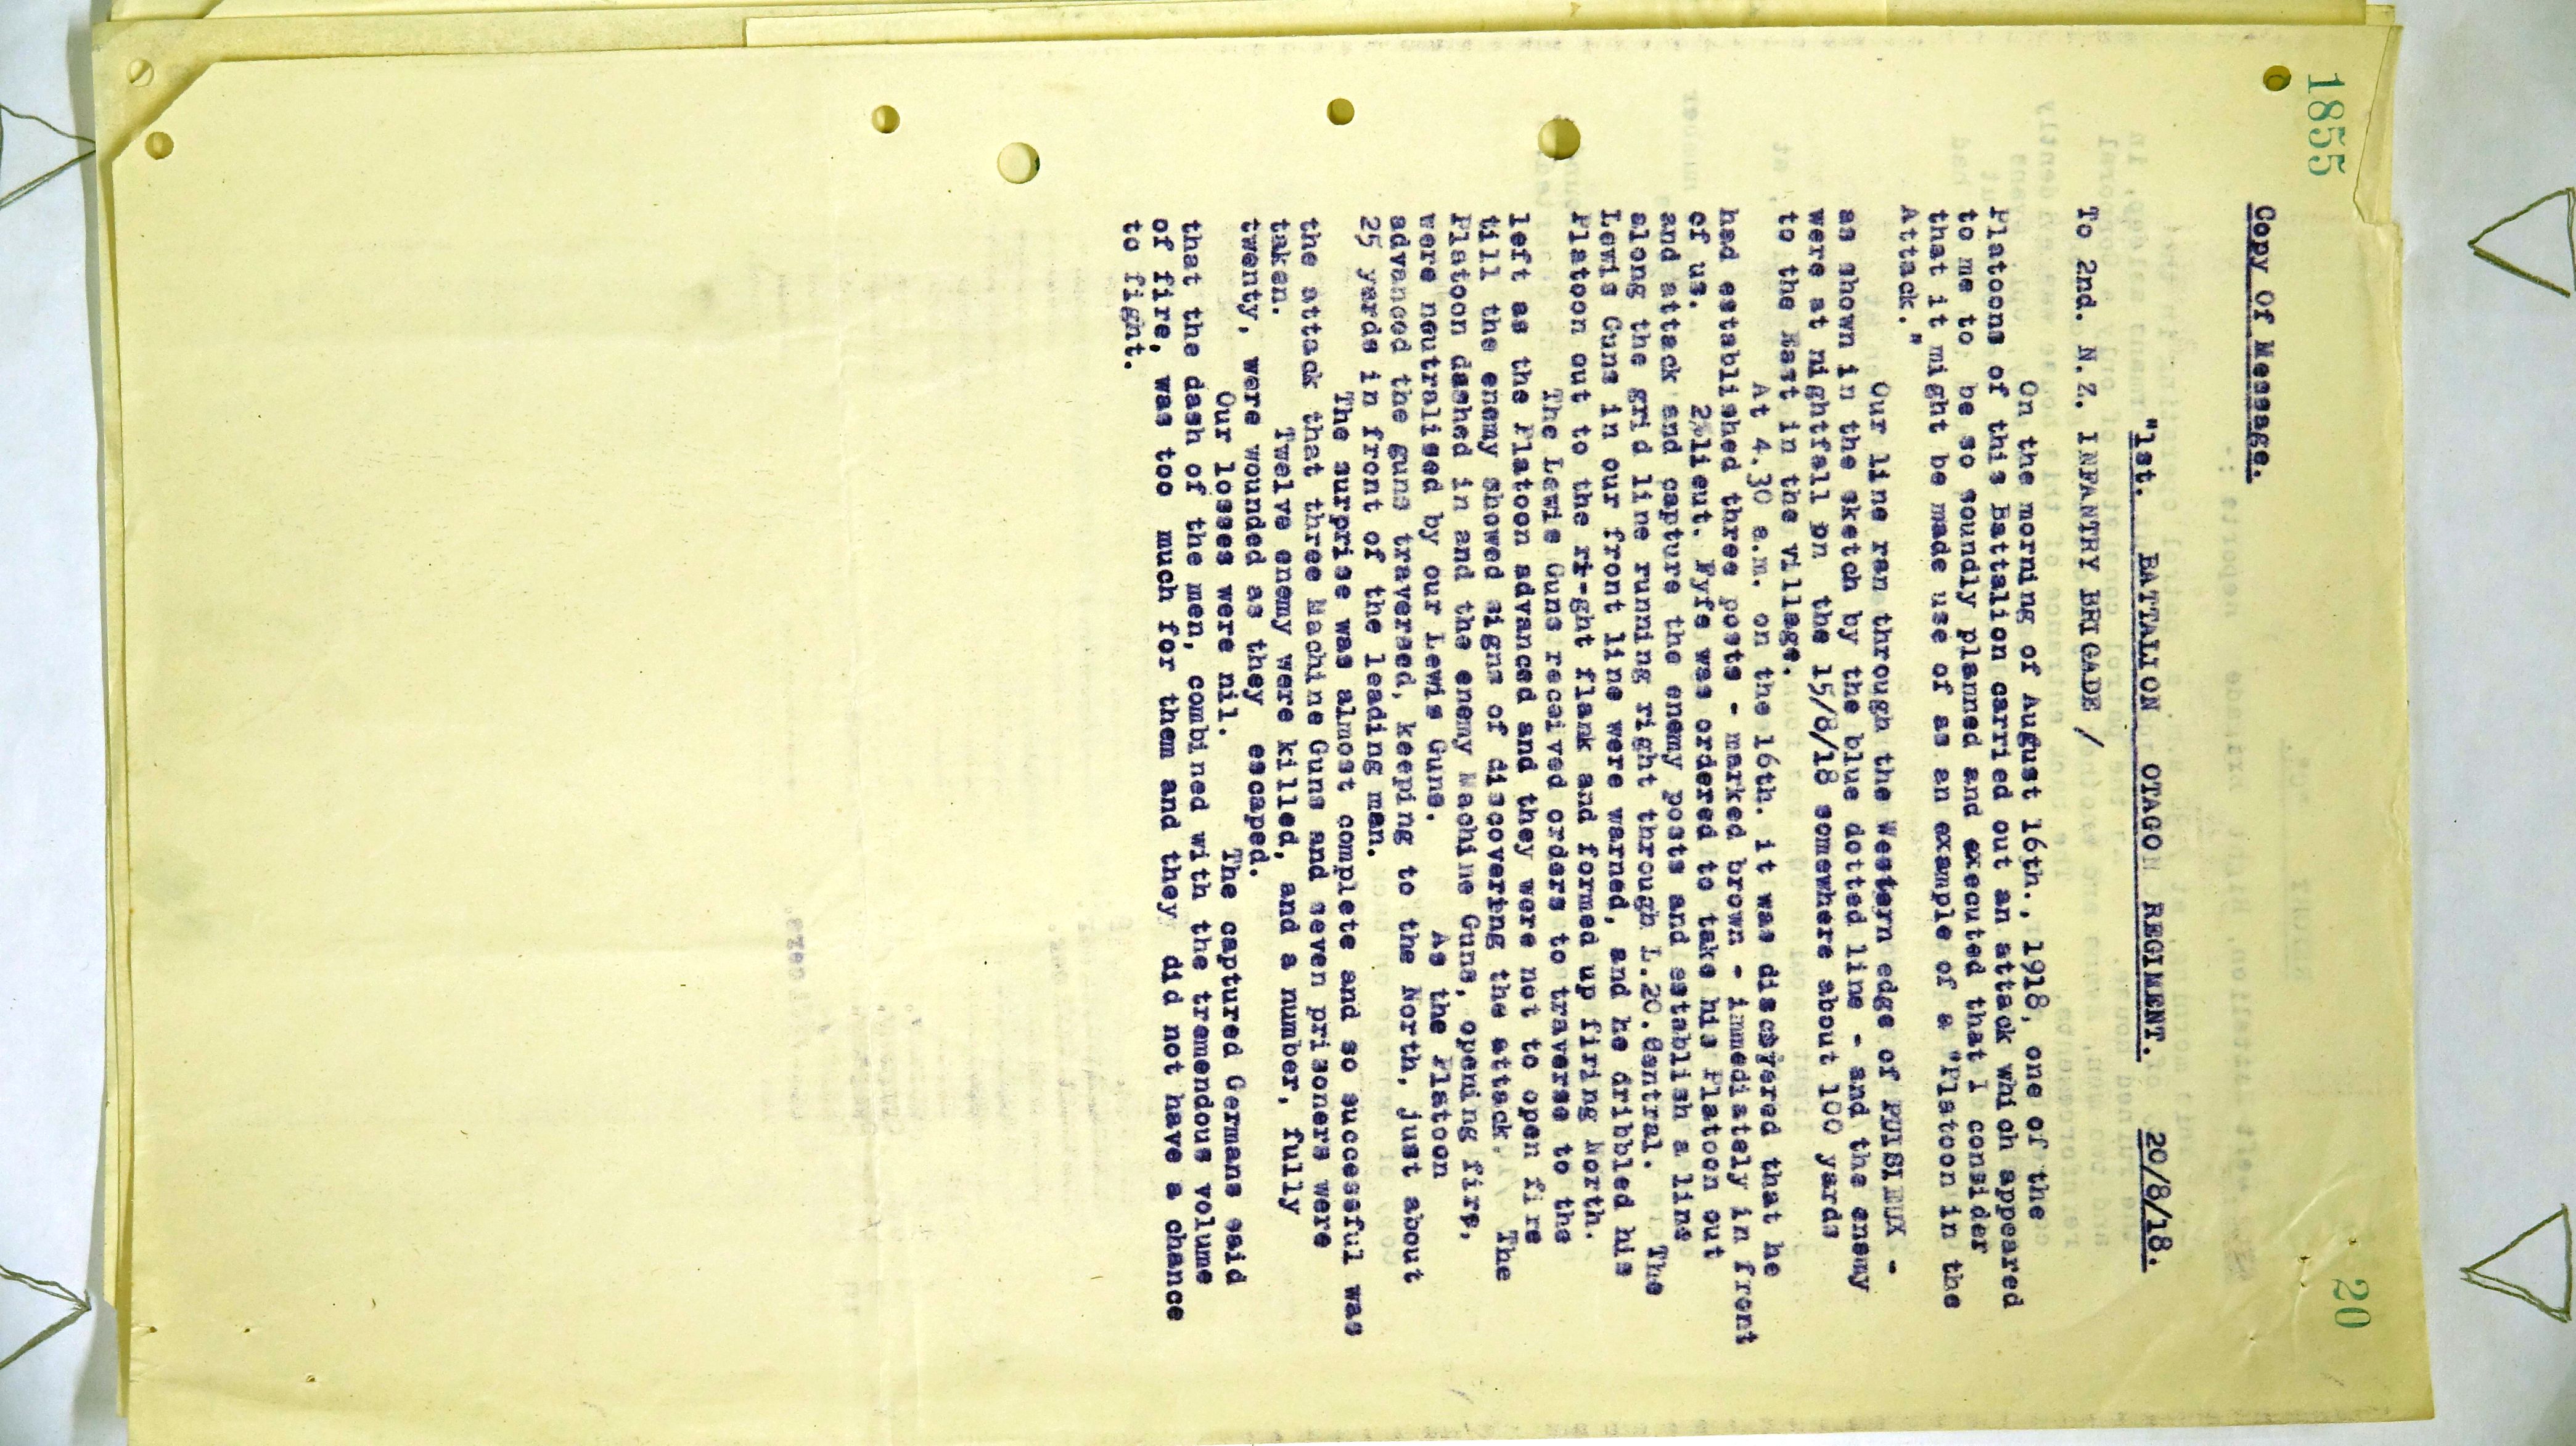 1855
20
Copy Of Message.
"1st. BATTALION OTAGO REGIMENT. 20/8/18.
To 2nd. N.Z. INFANTRY BRIGADE /
On the morning of August 16th., 1918, one of the
Platoons of this Battalion carried out an attack which appeared
to me to be so soundly planned and executed that I consider
that it might be made use of as an example of a "Platoon in the
Attack."
Our line ran through the Western edge of PUISIEUX -
as shown in the sketch by the blue dotted line - and the enemy
were at nightfall on the 15/8/18 somewhere about 100 yards
to the East in the village.
At 4.30 a.m. on the 16th. it was discovered that he
had established three posts - marked brown - immediately in front
of us. 2/lieut. Fyfe was ordered to take his Platoon out
and attack and capture the enemy posts and establish a line
along the grid line running right through L.20.Central. The
Lewis Guns in our front line were warned, and he dribbled his
Platoon out to the ri-ght flank and formed up firing North.
The Lewis Guns received orders to traverse to the
left as the Platoon advanced and they were not to open fire
till the enemy showed signs of discovering the attack. The
Platoon dashed in and the enemy Machine Guns, opening fire,
were neutralised by our Lewis Guns. As the Platoon
advanced the guns traversed, keeping to the North, just about
25 yards in front of the leading man.
The surprise was almost complete and so successful was
the attack that three Machine Guns and seven prisoners were
taken. Twelve enemy were killed, and a number, fully
twenty, were wounded as they escaped.
Our losses were nil. The captured Germans said
that the dash of the men, combined with the tremendous volume
of fire, was too much for them and they did not have a chance
to fight.